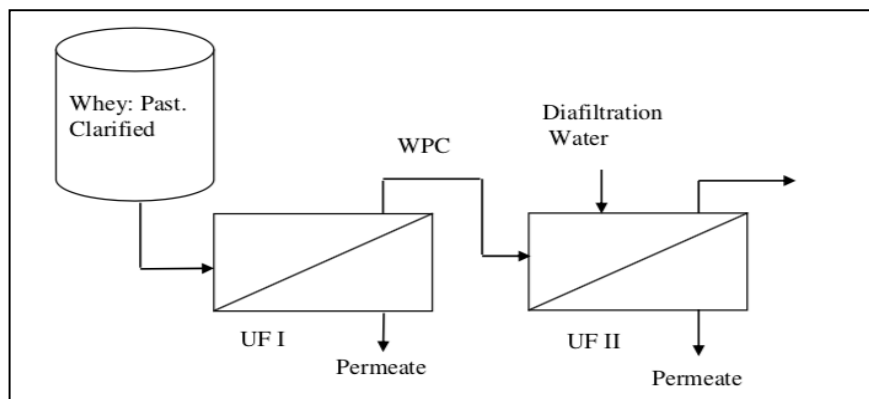 Whey: Past.
Clarified
WPC
Diafiltration
Water
UF I
Permeate
UF II
Permeate